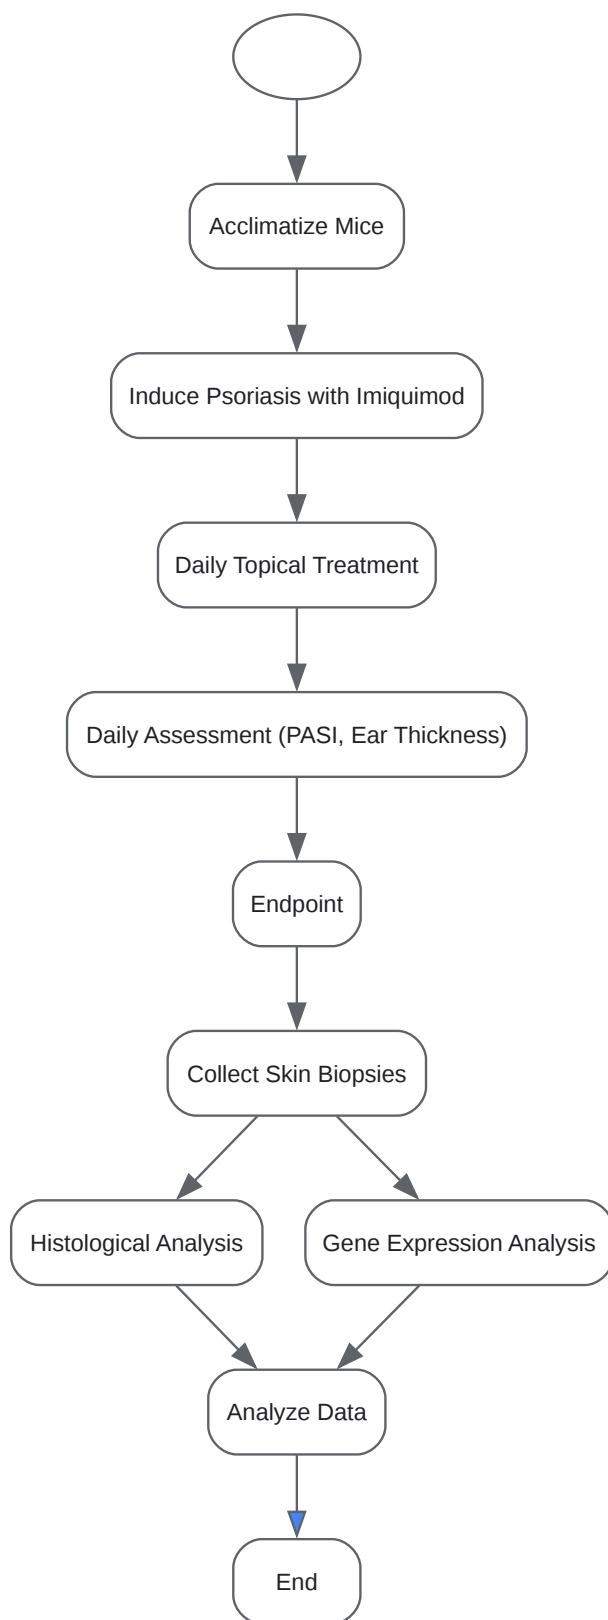 Acclimatize Mice
Induce Psoriasis with Imiquimod
Daily Topical Treatment
Daily Assessment (PASI, Ear Thickness)
Endpoint
Collect Skin Biopsies
Histological Analysis
Gene Expression Analysis
Analyze Data
End